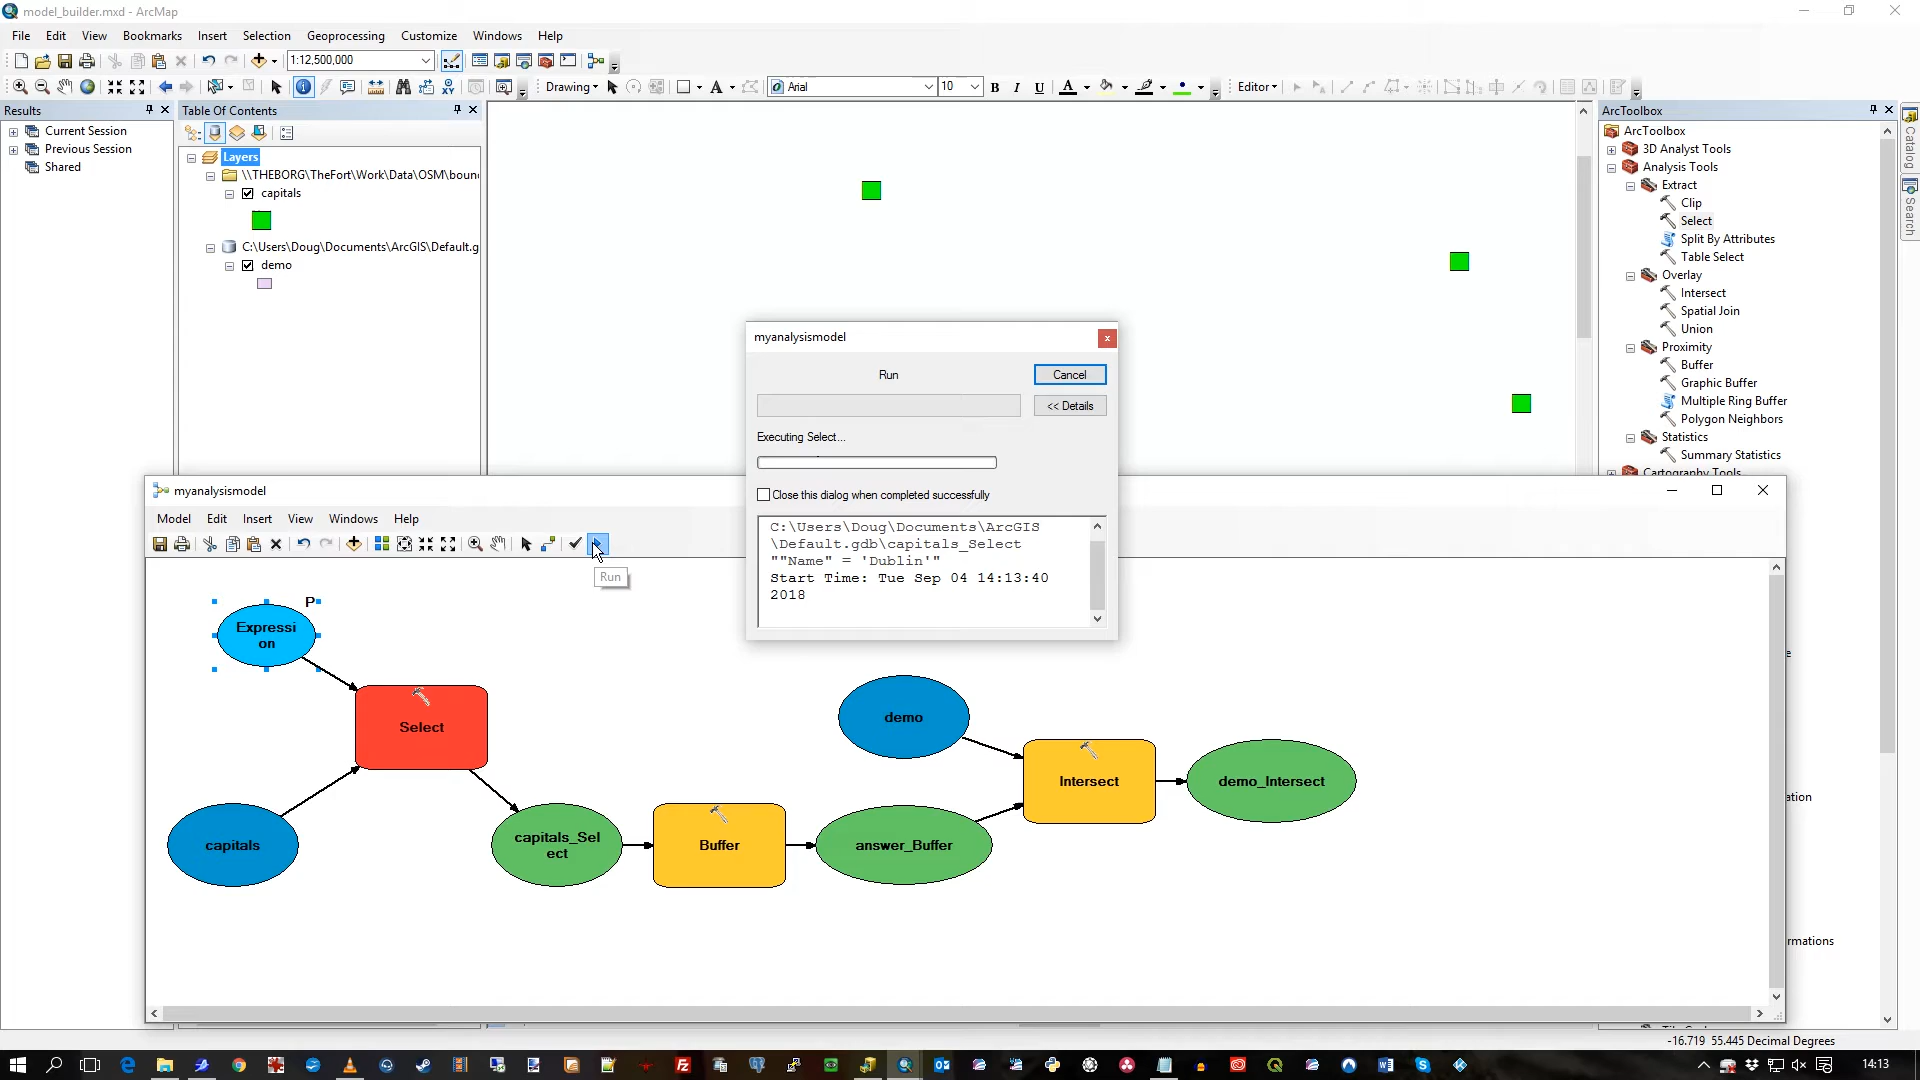 model_builder.mxd - ArcMap
File Edit View Bookmarks Insert Selection Geoprocessing Customize Windows Help
1:12,500,000
Drawing Arial 10 B I U A Editor
Results
Current Session
Previous Session
Shared
Table Of Contents
Layers
\\THEBORG\TheFort\Work\Data\OSM\boun
capitals
C:\Users\Doug\Documents\ArcGIS\Default.g
demo
ArcToolbox
ArcToolbox
3D Analyst Tools
Analysis Tools
Extract
Clip
Select
Split By Attributes
Table Select
Overlay
Intersect
Spatial Join
Union
Proximity
Buffer
Graphic Buffer
Multiple Ring Buffer
Polygon Neighbors
Statistics
Summary Statistics
Cartography Tools
Catalog
Search
myanalysismodel
Run
Cancel
<< Details
Executing Select...
Close this dialog when completed successfully
C:\Users\Doug\Documents\ArcGIS
\Default.gdb\capitals_Select
""Name" = 'Dublin'"
Start Time: Tue Sep 04 14:13:40
2018
myanalysismodel
Model Edit Insert View Windows Help
Run
P
Expressi
on
Select
capitals
capitals_Sel
ect
Buffer
answer_Buffer
demo
Intersect
demo_Intersect
e
ation
rmations
-16.719 55.445 Decimal Degrees
14:13